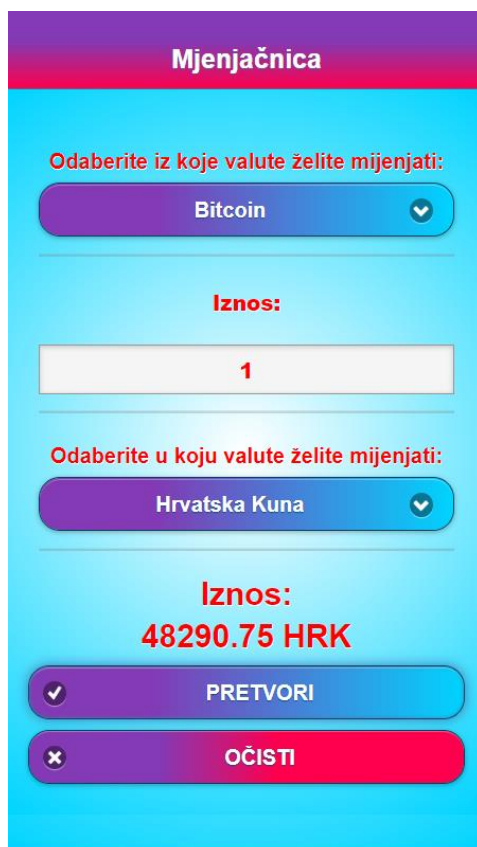 Mjenjačnica
Odaberite iz koje valute želite mijenjati:
Bitcoin
Iznos:
1
Odaberite u koju valute želite mijenjati:
Hrvatska Kuna
Iznos:
48290.75 HRK
PRETVORI
OČISTI